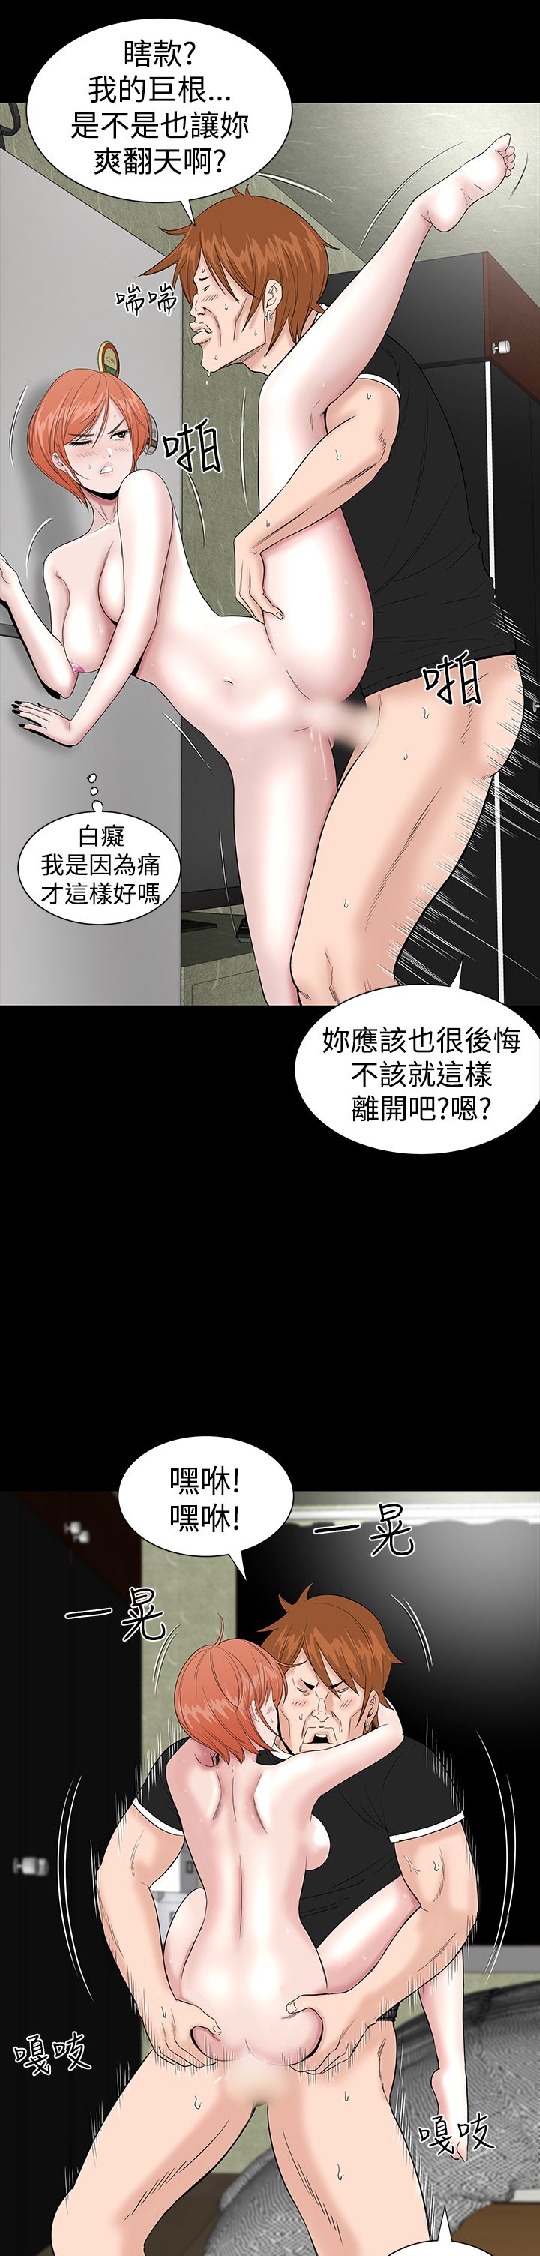 瞎款?
我的巨根...
是不是也讓妳
爽翻天啊?
喘喘
啪
啪
白癡
我是因為痛
才這樣好嗎
妳應該也很後悔
不該就這樣
離開吧?嗯?
嘿咻!
嘿咻!
一晃
一晃
嘎吱
嘎吱